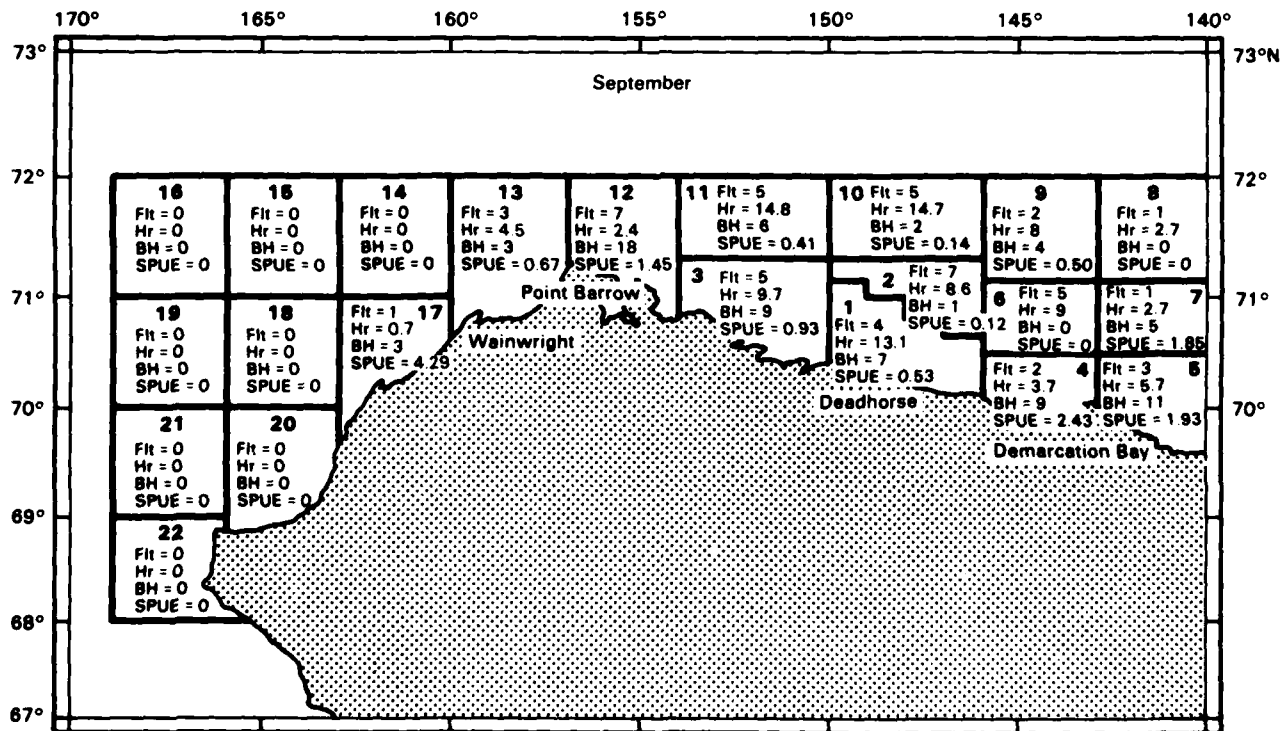 170° 165° 160° 155° 150° 145° 140°
73° 73°N
September
72° 72°
16
Flt = 0
Hr = 0
BH = 0
SPUE = 0
15
Flt = 0
Hr = 0
BH = 0
SPUE = 0
14
Flt = 0
Hr = 0
BH = 0
SPUE = 0
13
Flt = 3
Hr = 4.5
BH = 3
SPUE = 0.67
12
Flt = 7
Hr = 2.4
BH = 18
SPUE = 1.45
11
Flt = 5
Hr = 14.8
BH = 6
SPUE = 0.41
10
Flt = 5
Hr = 14.7
BH = 2
SPUE = 0.14
9
Flt = 2
Hr = 8
BH = 4
SPUE = 0.50
8
Flt = 1
Hr = 2.7
BH = 0
SPUE = 0
71° 71°
19
Flt = 0
Hr = 0
BH = 0
SPUE = 0
18
Flt = 0
Hr = 0
BH = 0
SPUE = 0
17
Flt = 1
Hr = 0.7
BH = 3
SPUE = 4.29
Point Barrow
Wainwright
3
Flt = 5
Hr = 9.7
BH = 9
SPUE = 0.93
1
Flt = 4
Hr = 13.1
BH = 7
SPUE = 0.53
2
Flt = 7
Hr = 8.6
BH = 1
SPUE = 0.12
6
Flt = 5
Hr = 9
BH = 0
SPUE = 0
7
Flt = 1
Hr = 2.7
BH = 5
SPUE = 1.85
4
Flt = 2
Hr = 3.7
BH = 9
SPUE = 2.43
5
Flt = 3
Hr = 5.7
BH = 11
SPUE = 1.93
Deadhorse
Demarcation Bay
70° 70°
21
Flt = 0
Hr = 0
BH = 0
SPUE = 0
20
Flt = 0
Hr = 0
BH = 0
SPUE = 0
69° 69°
22
Flt = 0
Hr = 0
BH = 0
SPUE = 0
68° 68°
67° 67°